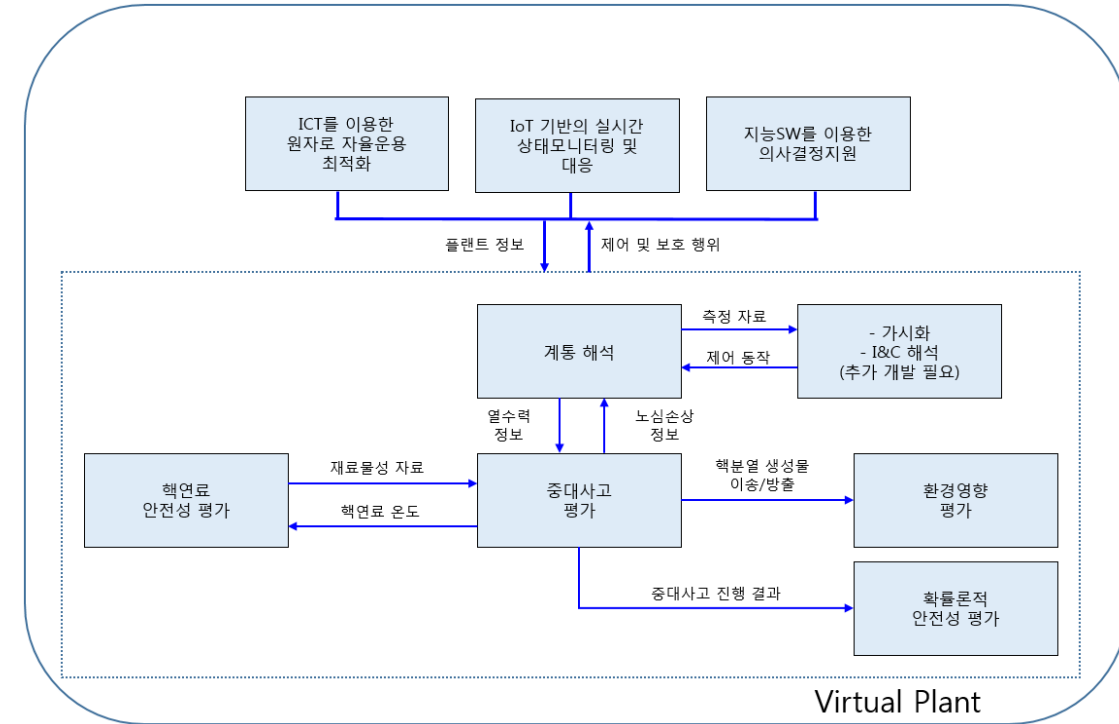 ICT를 이용한
원자로 자율운용
최적화
IoT 기반의 실시간
상태모니터링 및
대응
지능SW를 이용한
의사결정지원
플랜트 정보
제어 및 보호 행위
계통 해석
측정 자료
제어 동작
- 가시화
- I&C 해석
(추가 개발 필요)
열수력
정보
노심손상
정보
핵연료
안전성 평가
재료물성 자료
핵연료 온도
중대사고
평가
핵분열 생성물
이송/방출
환경영향
평가
중대사고 진행 결과
확률론적
안전성 평가
Virtual Plant